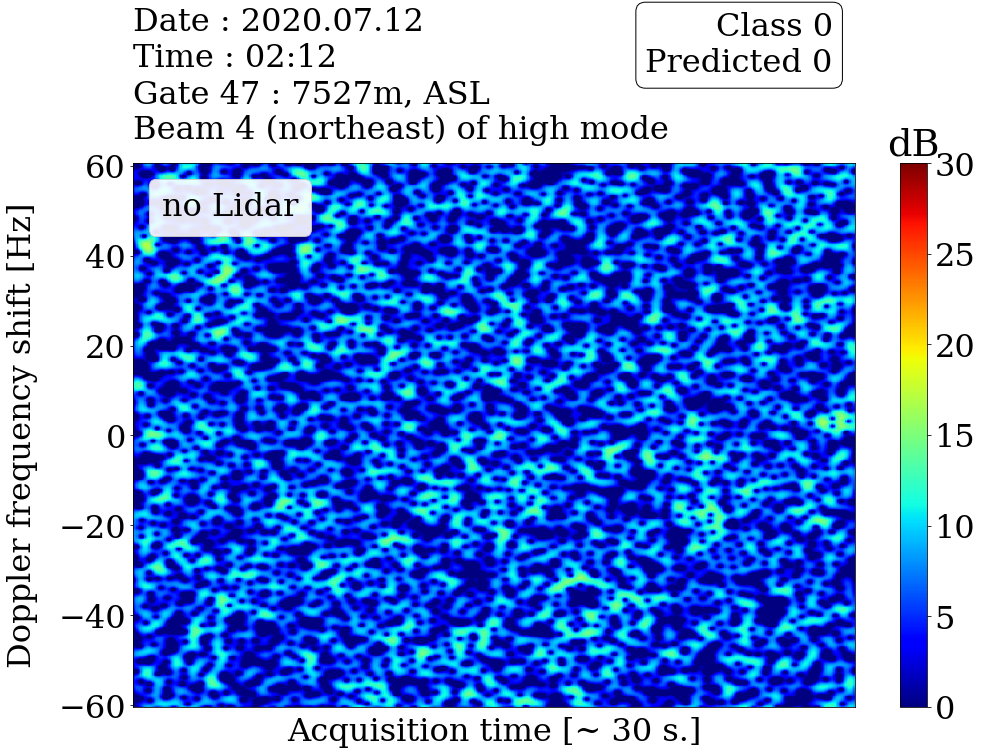 Date : 2020.07.12
Time : 02:12
Gate 47 : 7527m, ASL
Beam 4 (northeast) of high mode
Class 0
Predicted 0
dB
no Lidar
Doppler frequency shift [Hz]
60
40
20
0
−20
−40
−60
Acquisition time [~ 30 s.]
30
25
20
15
10
5
0